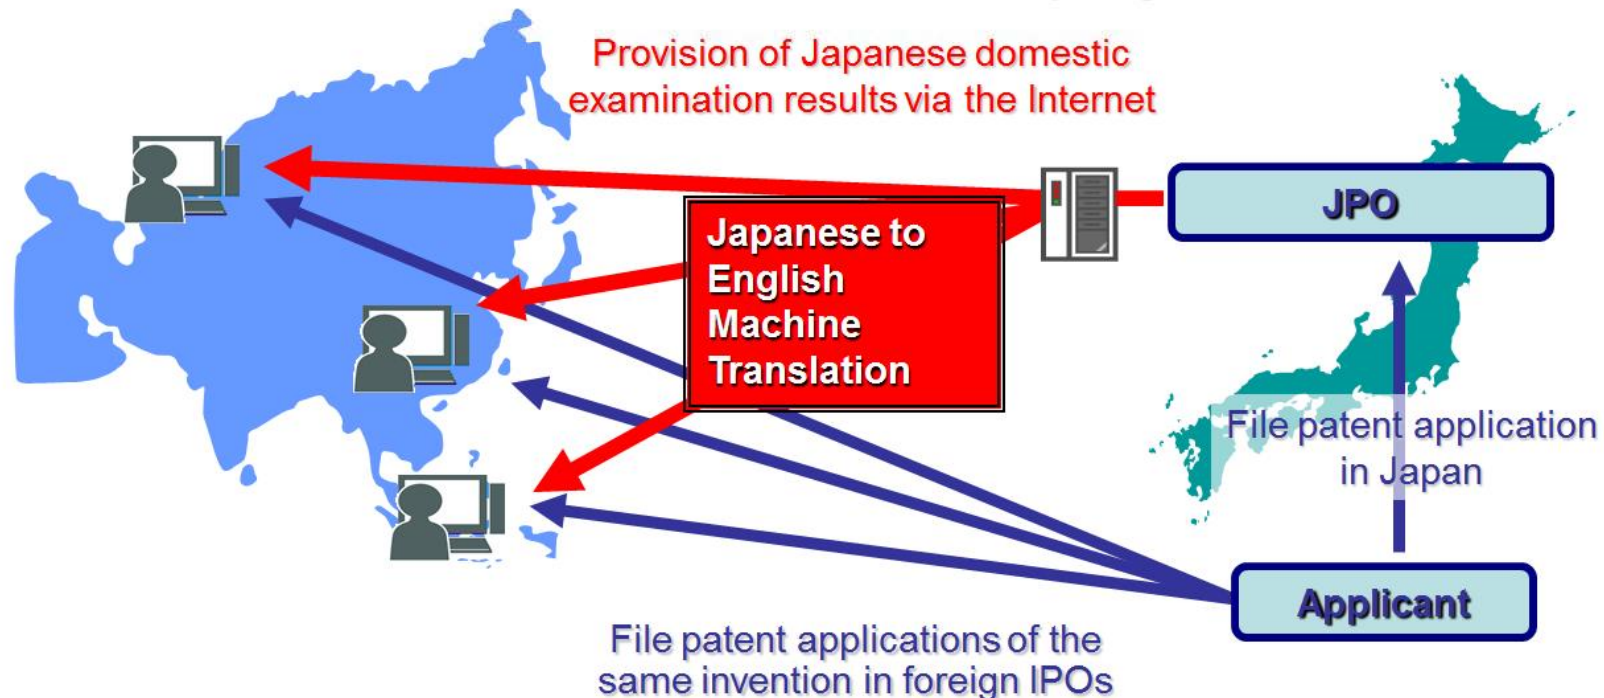 Provision of Japanese domestic
examination results via the Internet
JPO
Japanese to
English
Machine
Translation
File patent application
in Japan
Applicant
File patent applications of the
same invention in foreign IPOs